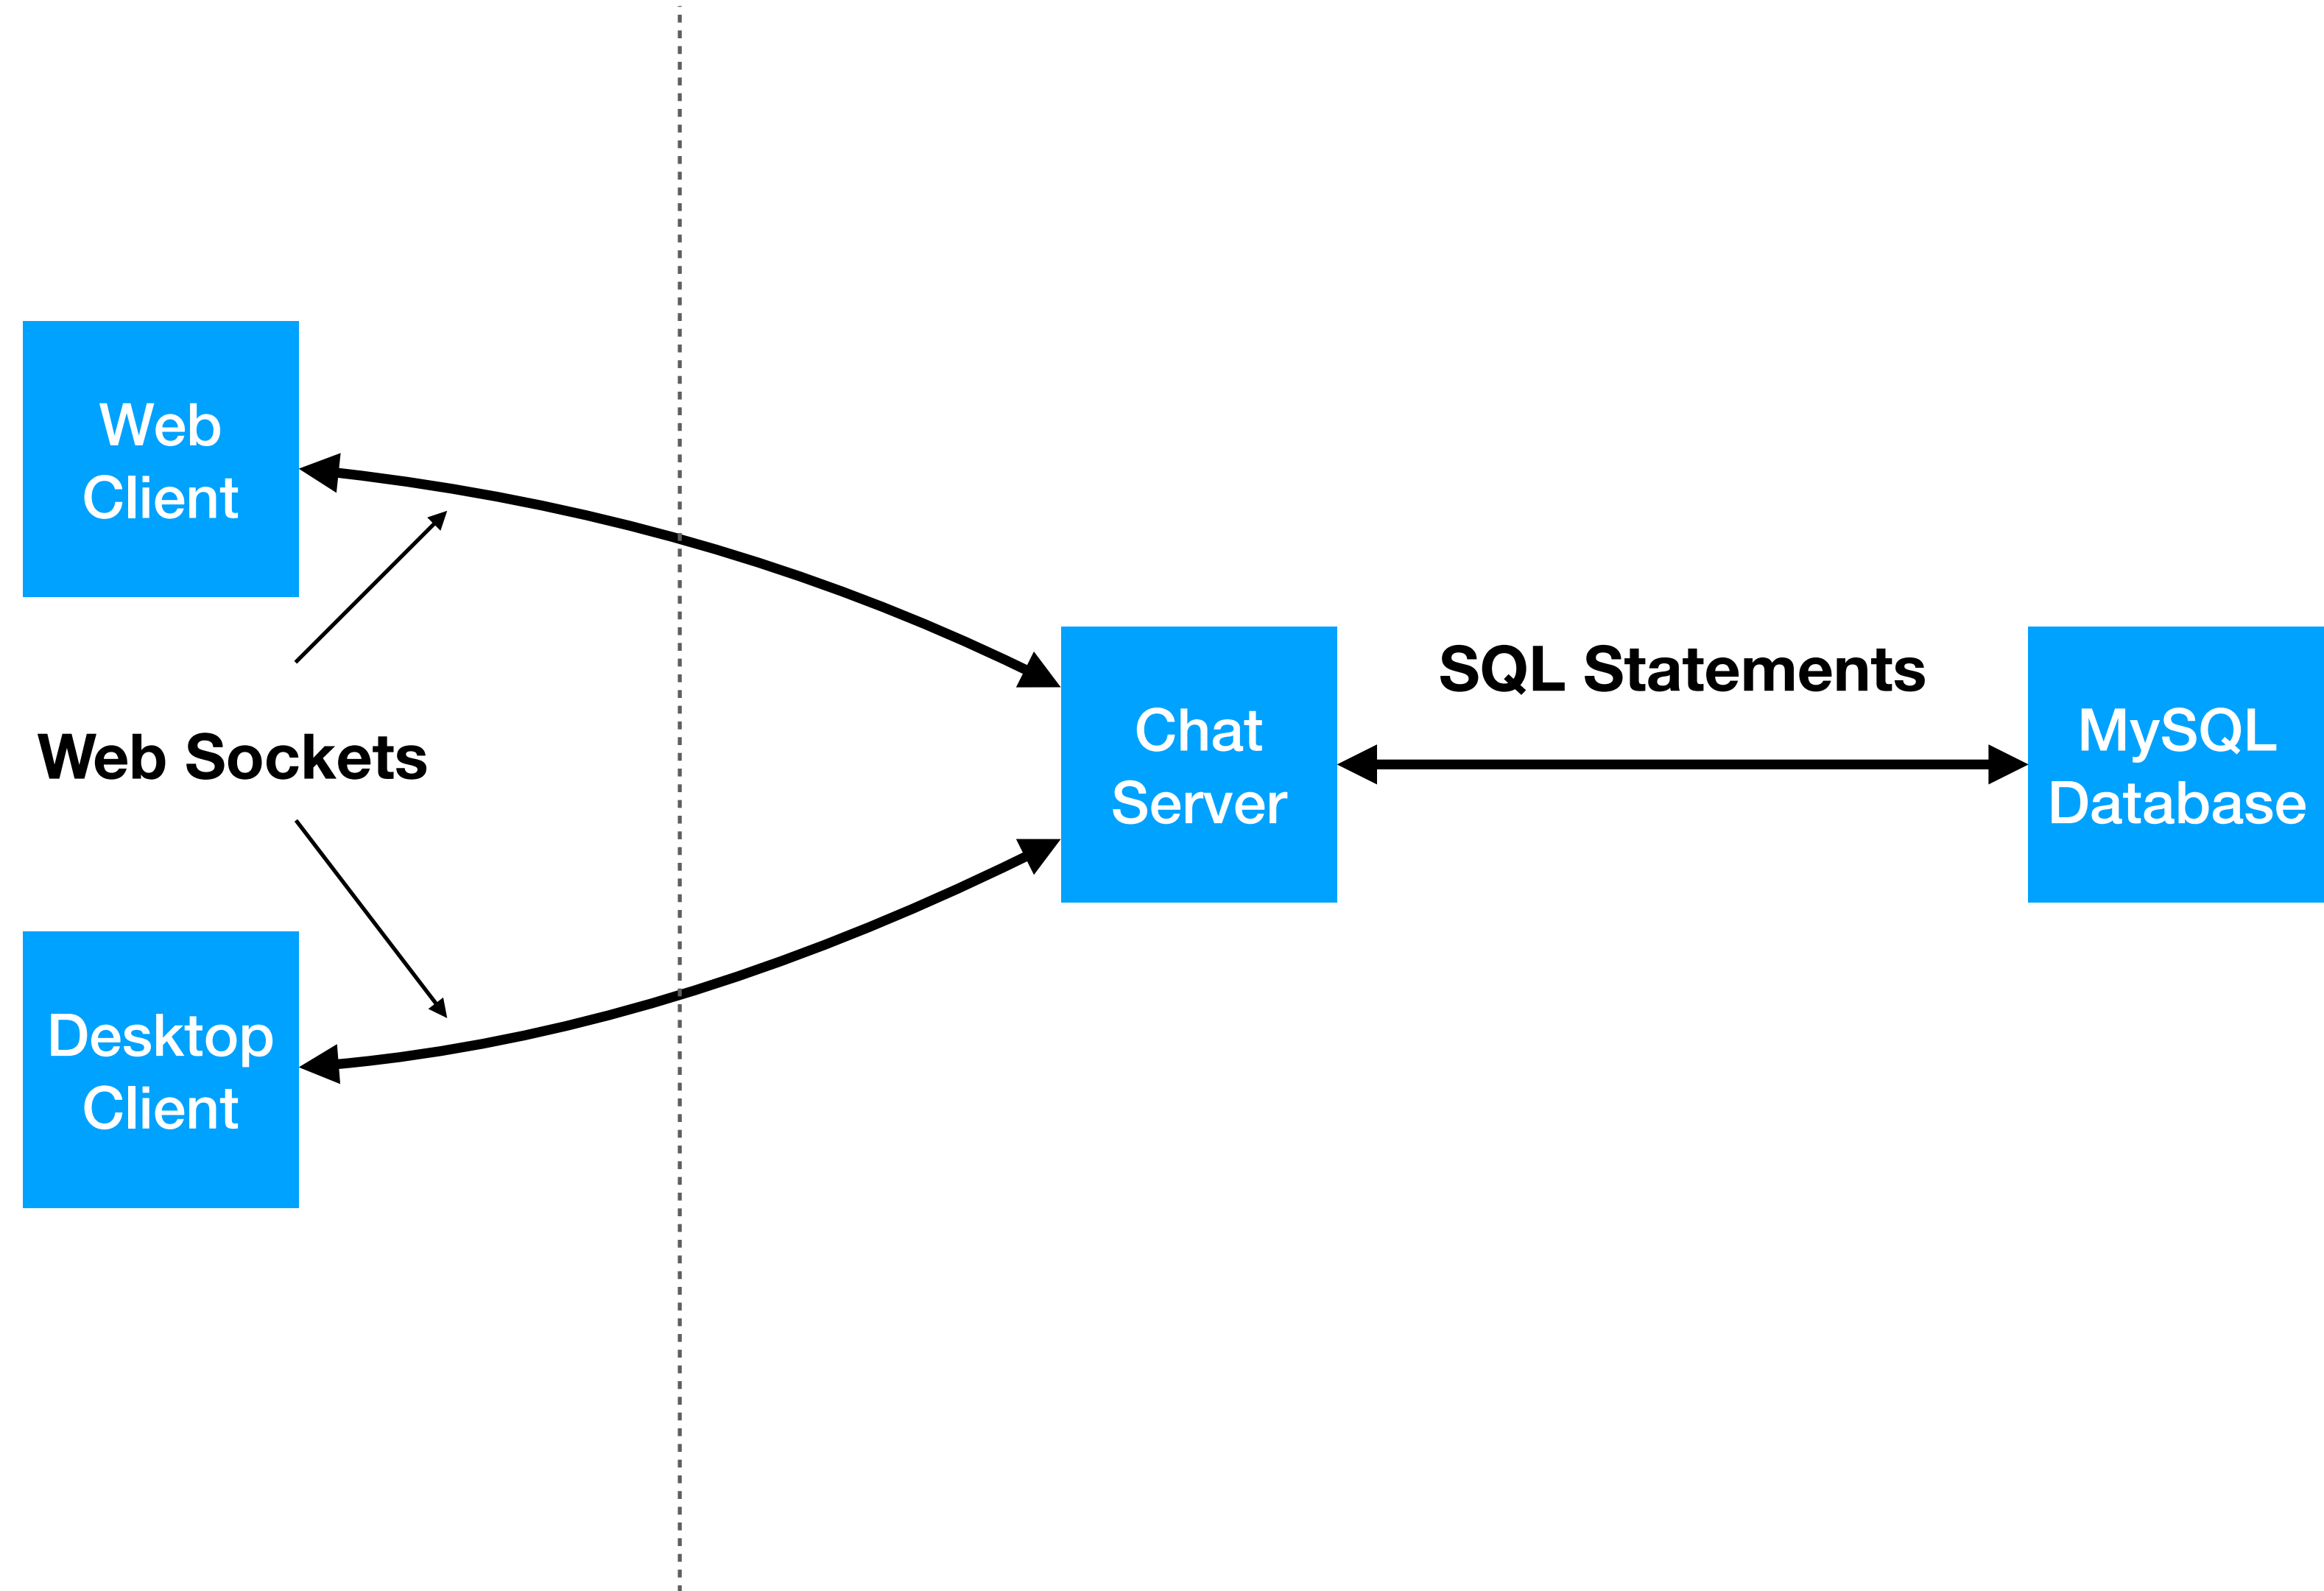 Web
Client
Web Sockets
Desktop
Client
Chat
Server
SQL Statements
MySQL
Database